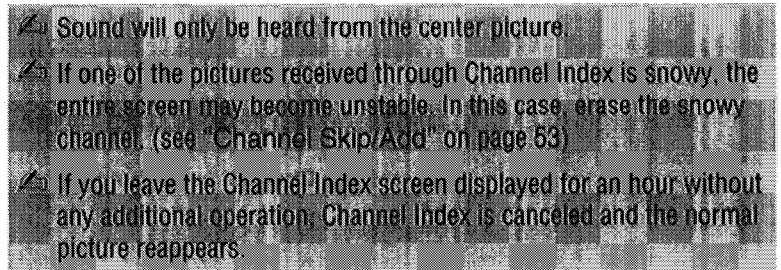 Sound will only be heard from the center picture.
If one of the pictures received through Channel Index is snowy, the
entire screen may become unstable. In this case, erase the snowy
channel. (see "Channel Skip/Add" on page 53)
If you leave the Channel Index screen displayed for an hour without
any additional operation, Channel Index is canceled and the normal
picture reappears.